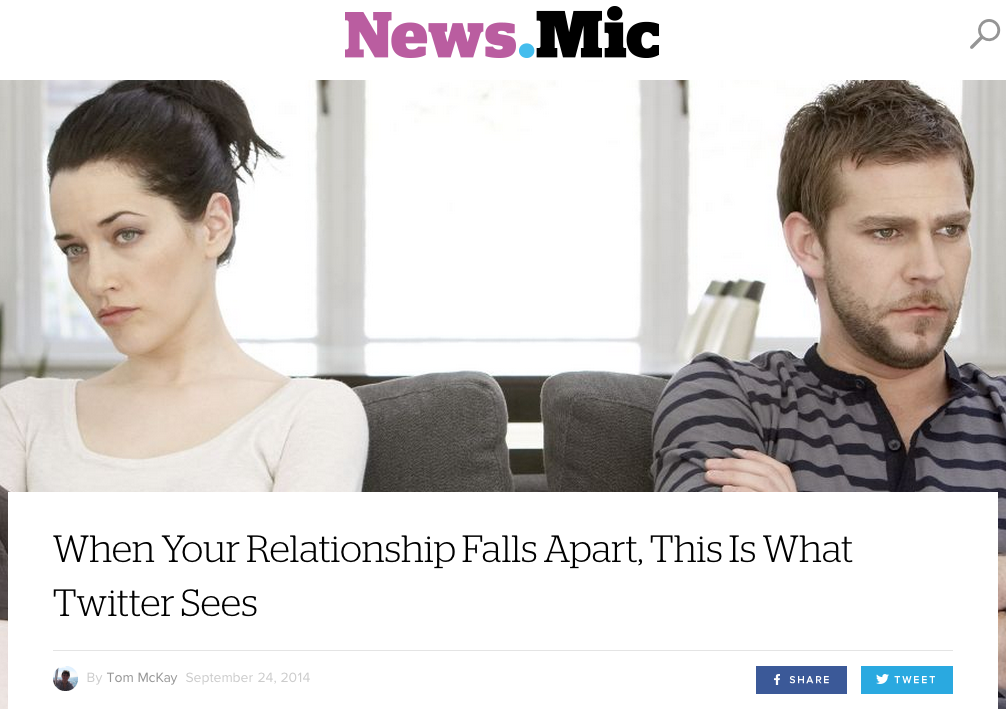 News.Mic
When Your Relationship Falls Apart, This Is What
Twitter Sees
By Tom McKay September 24, 2014
SHARE
TWEET